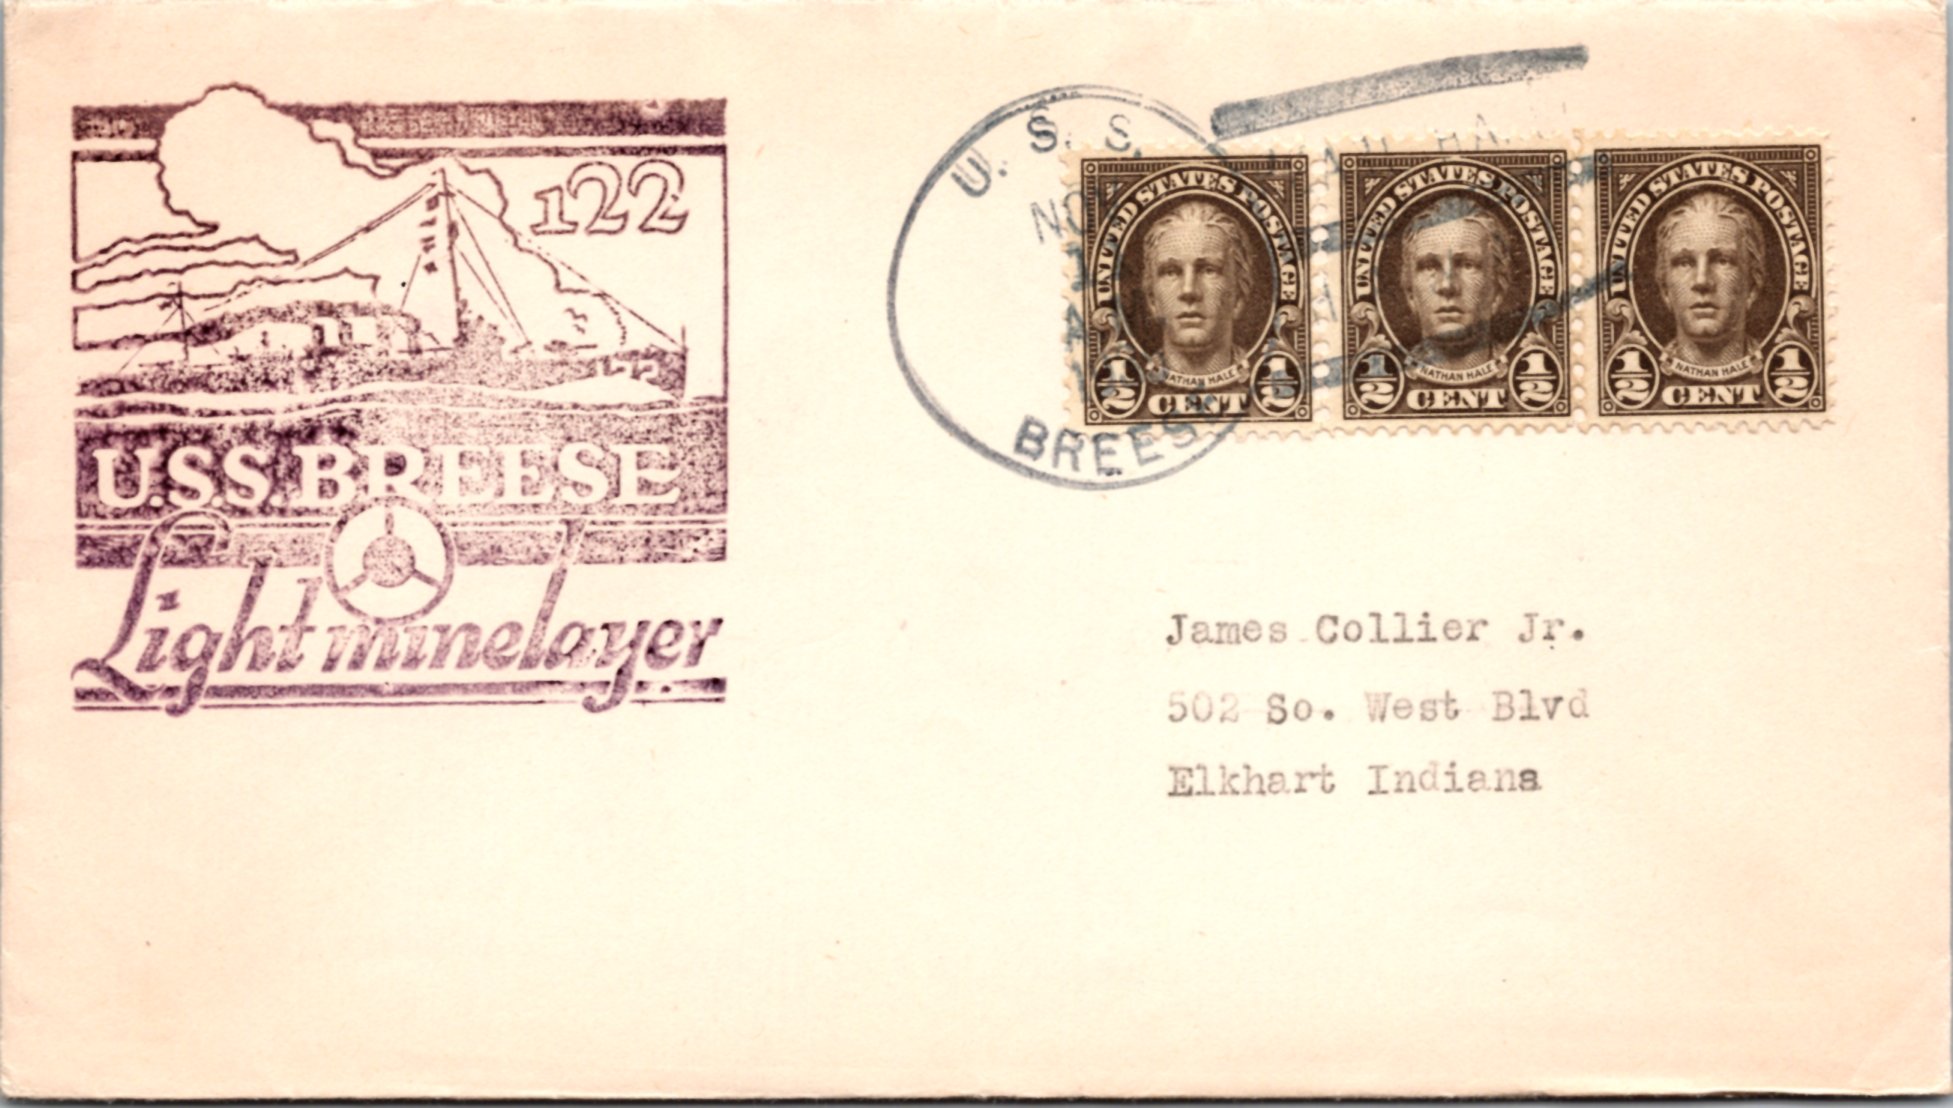 122
122
U.S.S. BREESE
Light minelayer
U. S. S.
BREES
UNITED STATES POSTAGE
NATHAN HALE
1/2 CENT 1/2
UNITED STATES POSTAGE
NATHAN HALE
1/2 CENT 1/2
UNITED STATES POSTAGE
NATHAN HALE
1/2 CENT 1/2
James Collier Jr.
502 So. West Blvd
Elkhart Indiana